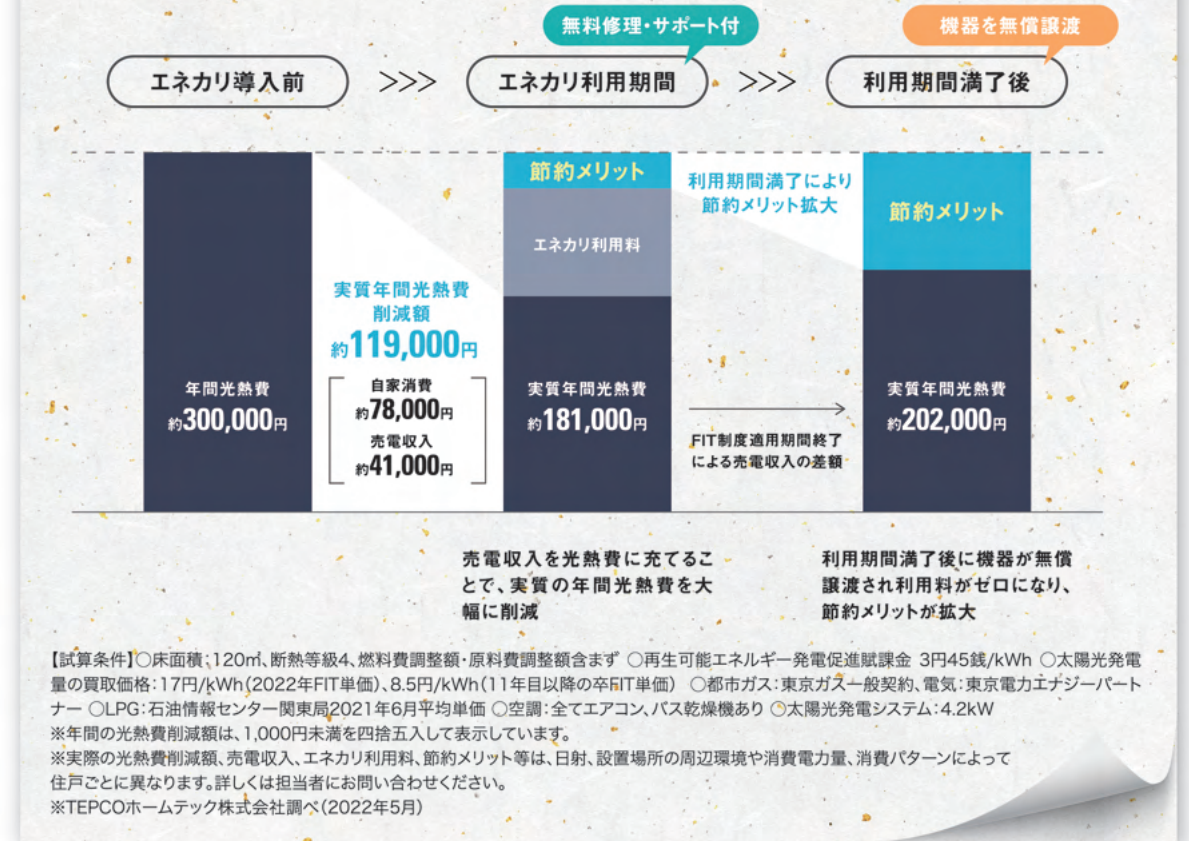 無料修理・サポート付
機器を無償譲渡
エネカリ導入前
>>>
エネカリ利用期間
>>>
利用期間満了後
年間光熱費
約300,000円
実質年間光熱費
削減額
約119,000円
自家消費
約78,000円
売電収入
約41,000円
節約メリット
エネカリ利用料
実質年間光熱費
約181,000円
利用期間満了により
節約メリット拡大
FIT制度適用期間終了
による売電収入の差額
節約メリット
実質年間光熱費
約202,000円
売電収入を光熱費に充てるこ
とで、実質の年間光熱費を大
幅に削減
利用期間満了後に機器が無償
譲渡され利用料がゼロになり、
節約メリットが拡大
【試算条件】○床面積:120㎡、断熱等級4、燃料費調整額・原料費調整額含まず ○再生可能エネルギー発電促進賦課金 3円45銭/kWh ○太陽光発電
量の買取価格:17円/kWh(2022年FIT単価)、8.5円/kWh(11年目以降の卒FIT単価) ○都市ガス:東京ガス一般契約、電気:東京電力エナジーパート
ナー ○LPG:石油情報センター関東局2021年6月平均単価 ○空調:全てエアコン、バス乾燥機あり ○太陽光発電システム:4.2kW
※年間の光熱費削減額は、1,000円未満を四捨五入して表示しています。
※実際の光熱費削減額、売電収入、エネカリ利用料、節約メリット等は、日射、設置場所の周辺環境や消費電力量、消費パターンによって
住戸ごとに異なります。詳しくは担当者にお問い合わせください。
※TEPCOホームテック株式会社調べ(2022年5月)